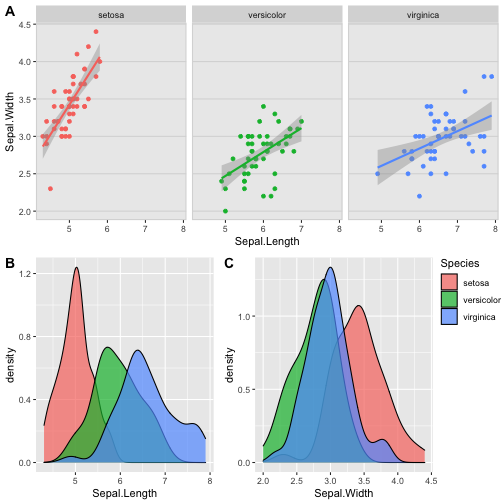 A
setosa
versicolor
virginica
4.5
4.0
3.5
3.0
2.5
2.0
Sepal.Width
5 6 7 8
5 6 7 8
5 6 7 8
Sepal.Length
B
1.2
0.8
0.4
0.0
density
5 6 7 8
Sepal.Length
C
1.0
0.5
0.0
density
2.0 2.5 3.0 3.5 4.0 4.5
Sepal.Width
Species
setosa
versicolor
virginica